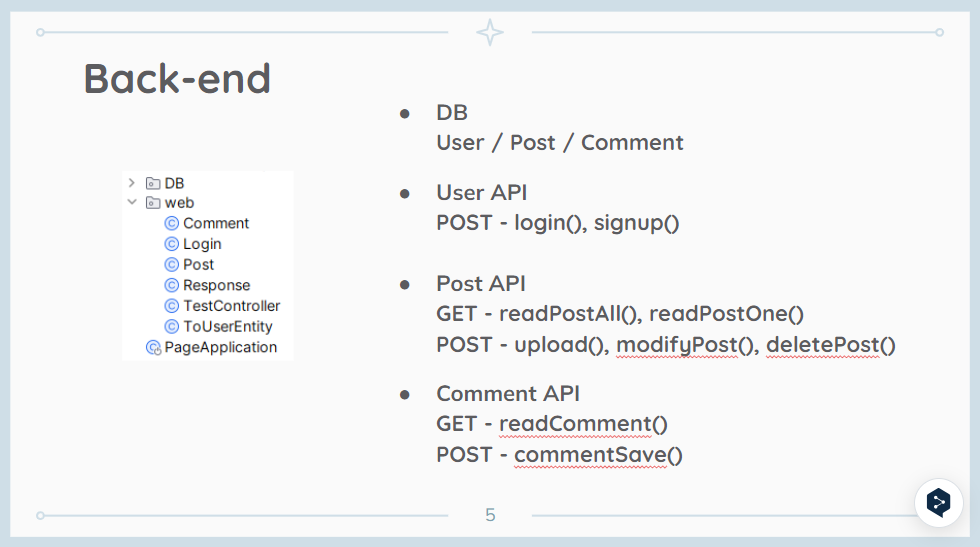 Back-end
DB
web
Comment
Login
Post
Response
TestController
ToUserEntity
PageApplication
DB
User / Post / Comment
User API
POST - login(), signup()
Post API
GET - readPostAll(), readPostOne()
POST - upload(), modifyPost(), deletePost()
Comment API
GET - readComment()
POST - commentSave()
5